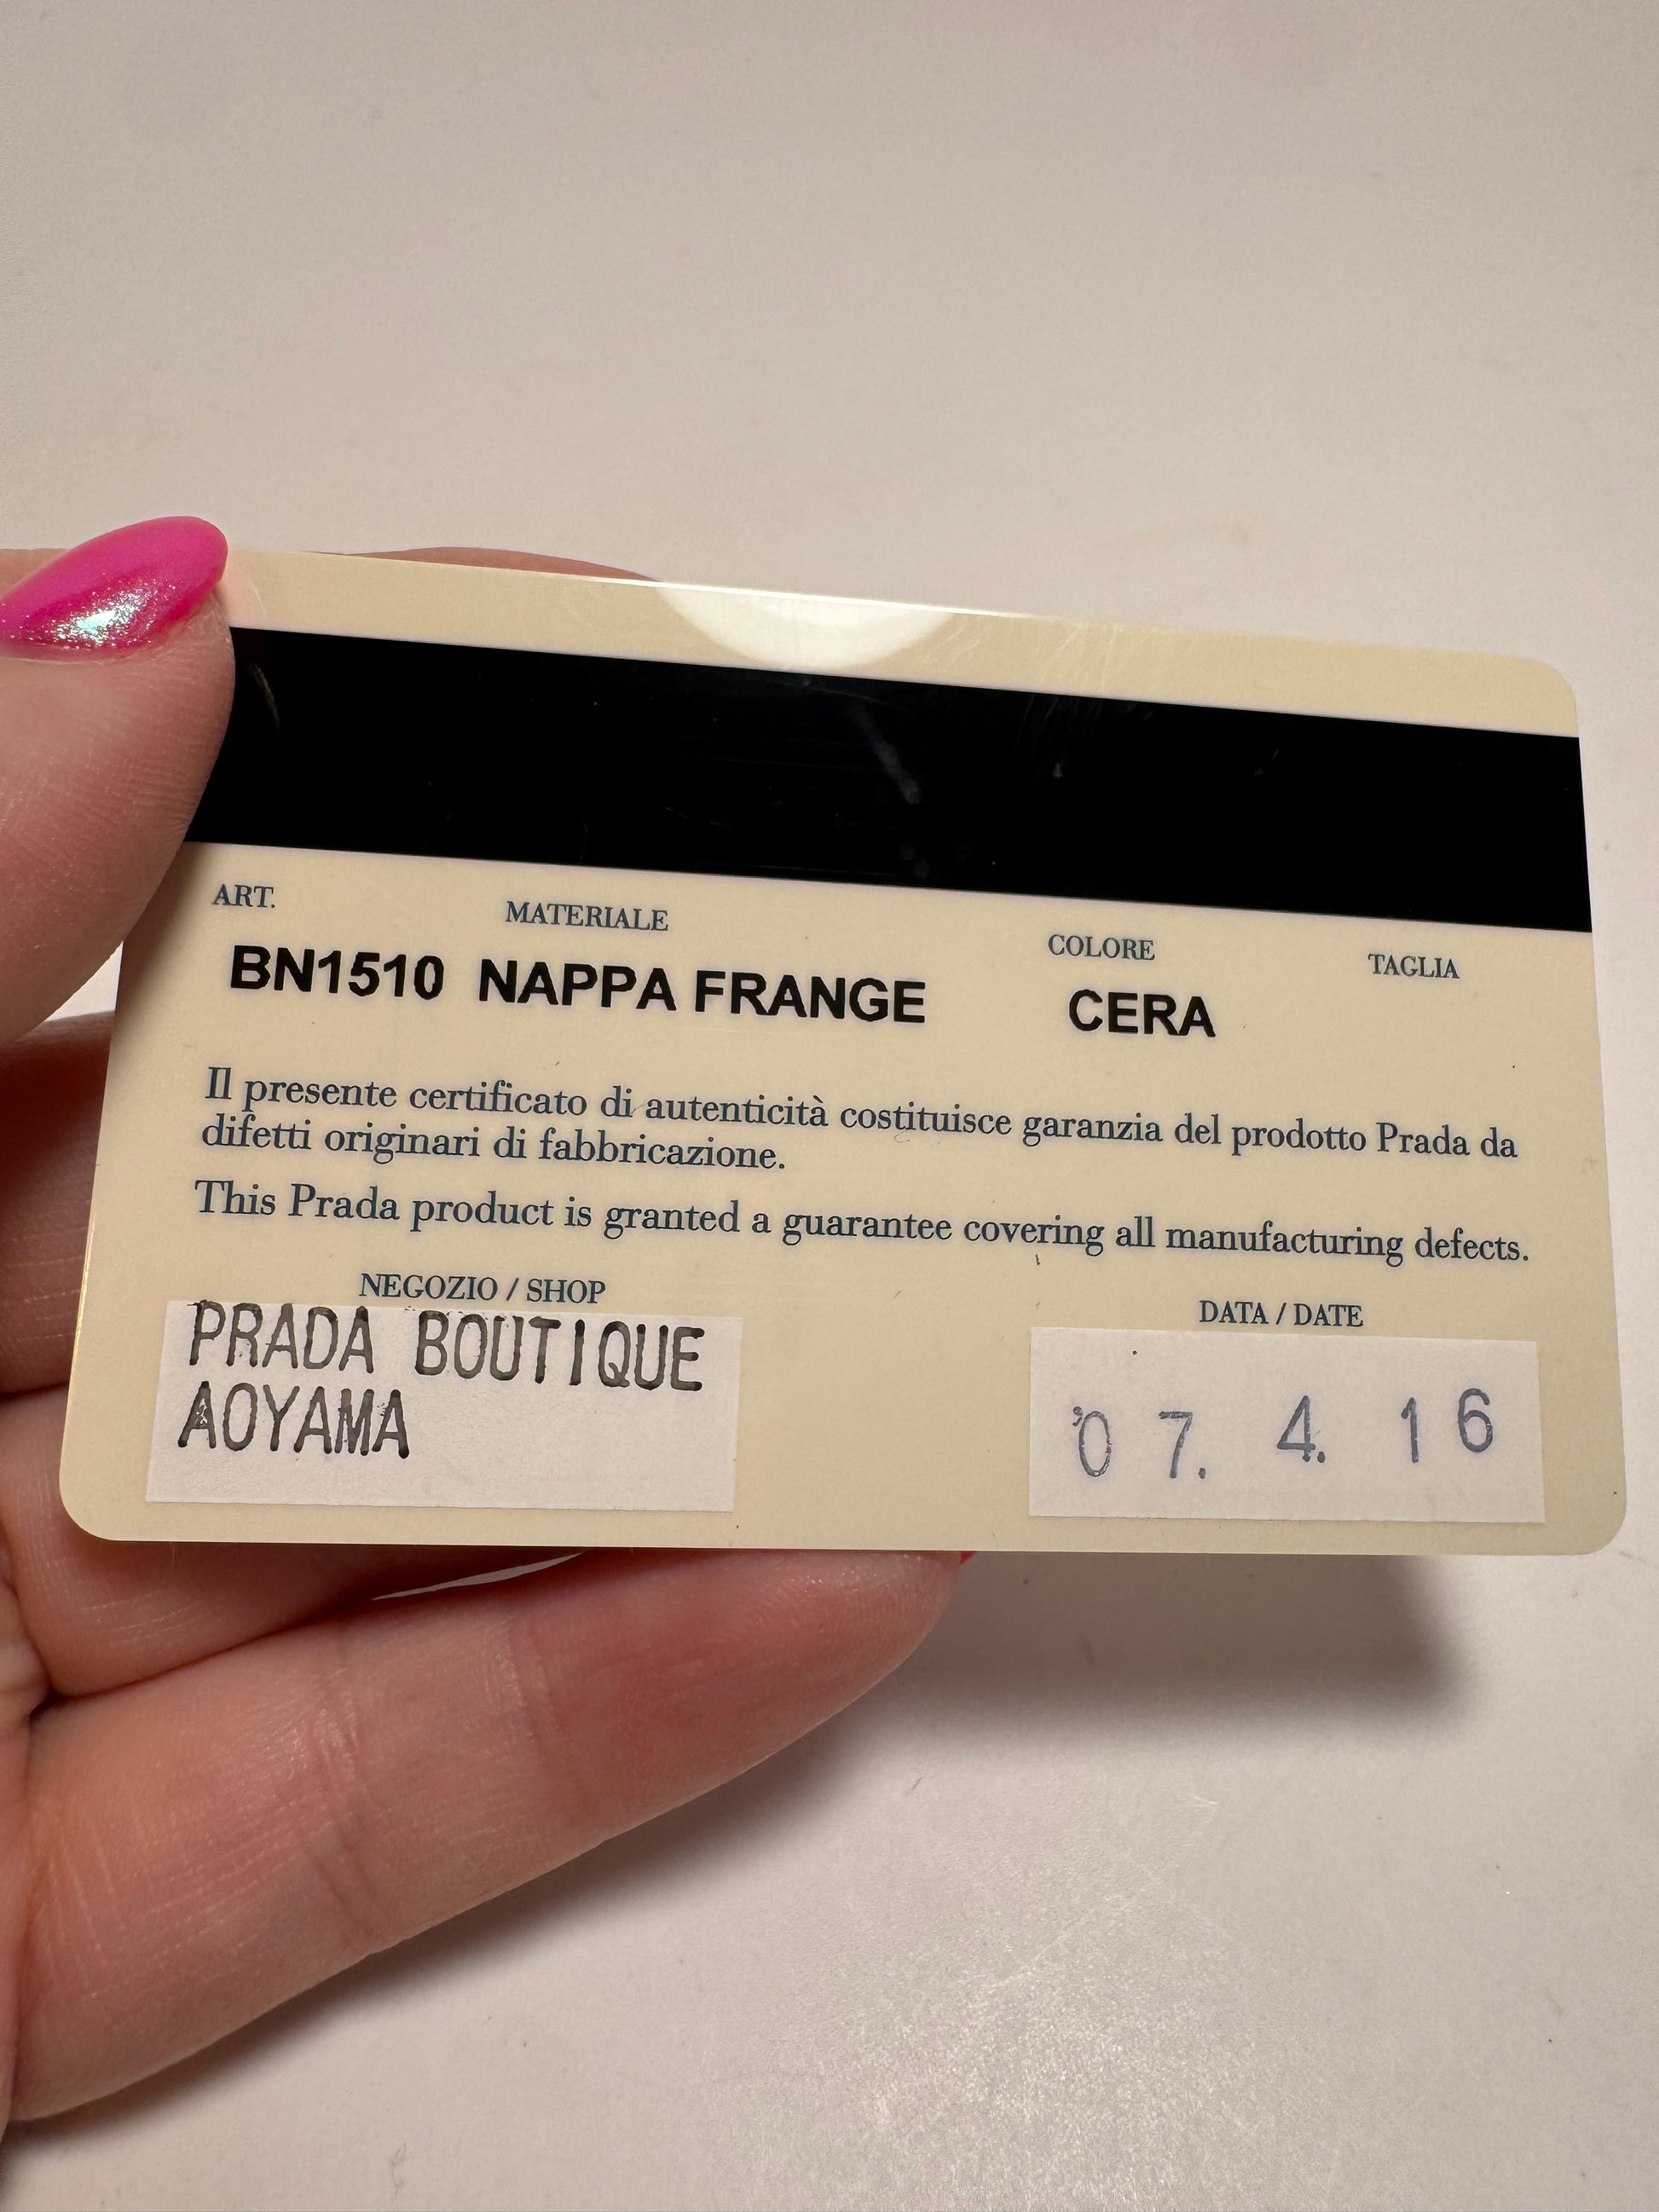 ART. MATERIALE COLORE TAGLIA
BN1510 NAPPA FRANGE CERA
Il presente certificato di autenticità costituisce garanzia del prodotto Prada da
difetti originari di fabbricazione.
This Prada product is granted a guarantee covering all manufacturing defects.
NEGOZIO / SHOP DATA / DATE
PRADA BOUTIQUE
AOYAMA
'07. 4. 16